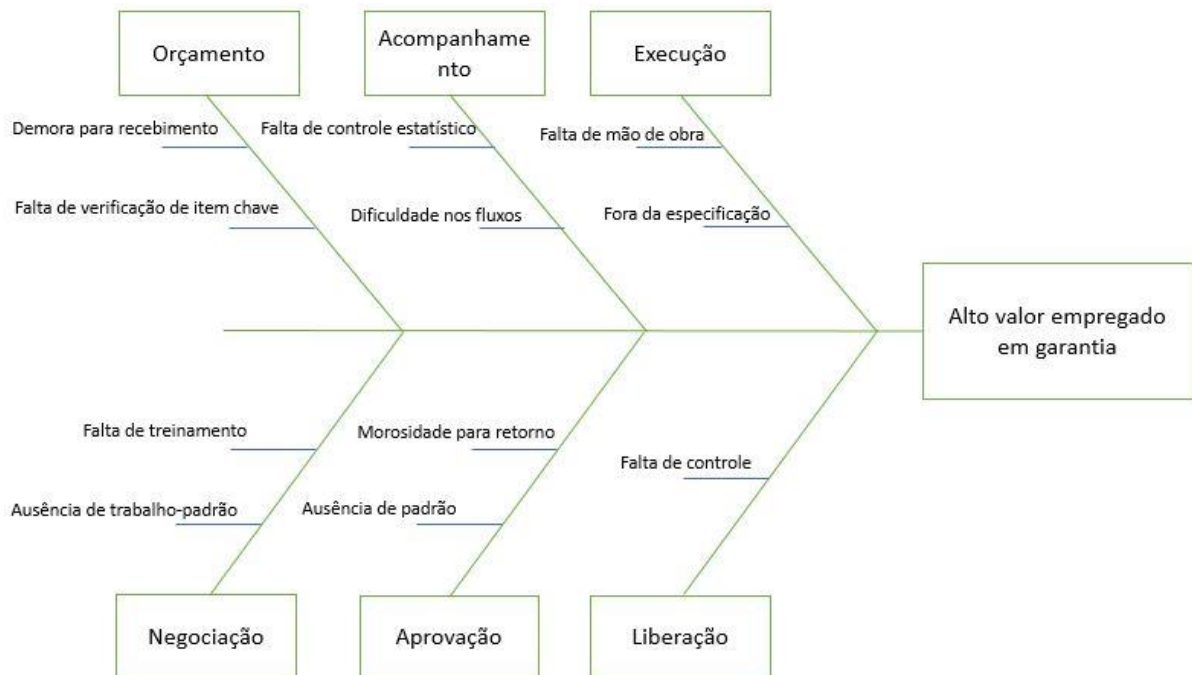 Orçamento
Acompanhame
nto
Execução
Demora para recebimento
Falta de controle estatístico
Falta de mão de obra
Falta de verificação de item chave
Dificuldade nos fluxos
Fora da especificação
Alto valor empregado
em garantia
Falta de treinamento
Morosidade para retorno
Falta de controle
Ausência de trabalho-padrão
Ausência de padrão
Negociação
Aprovação
Liberação